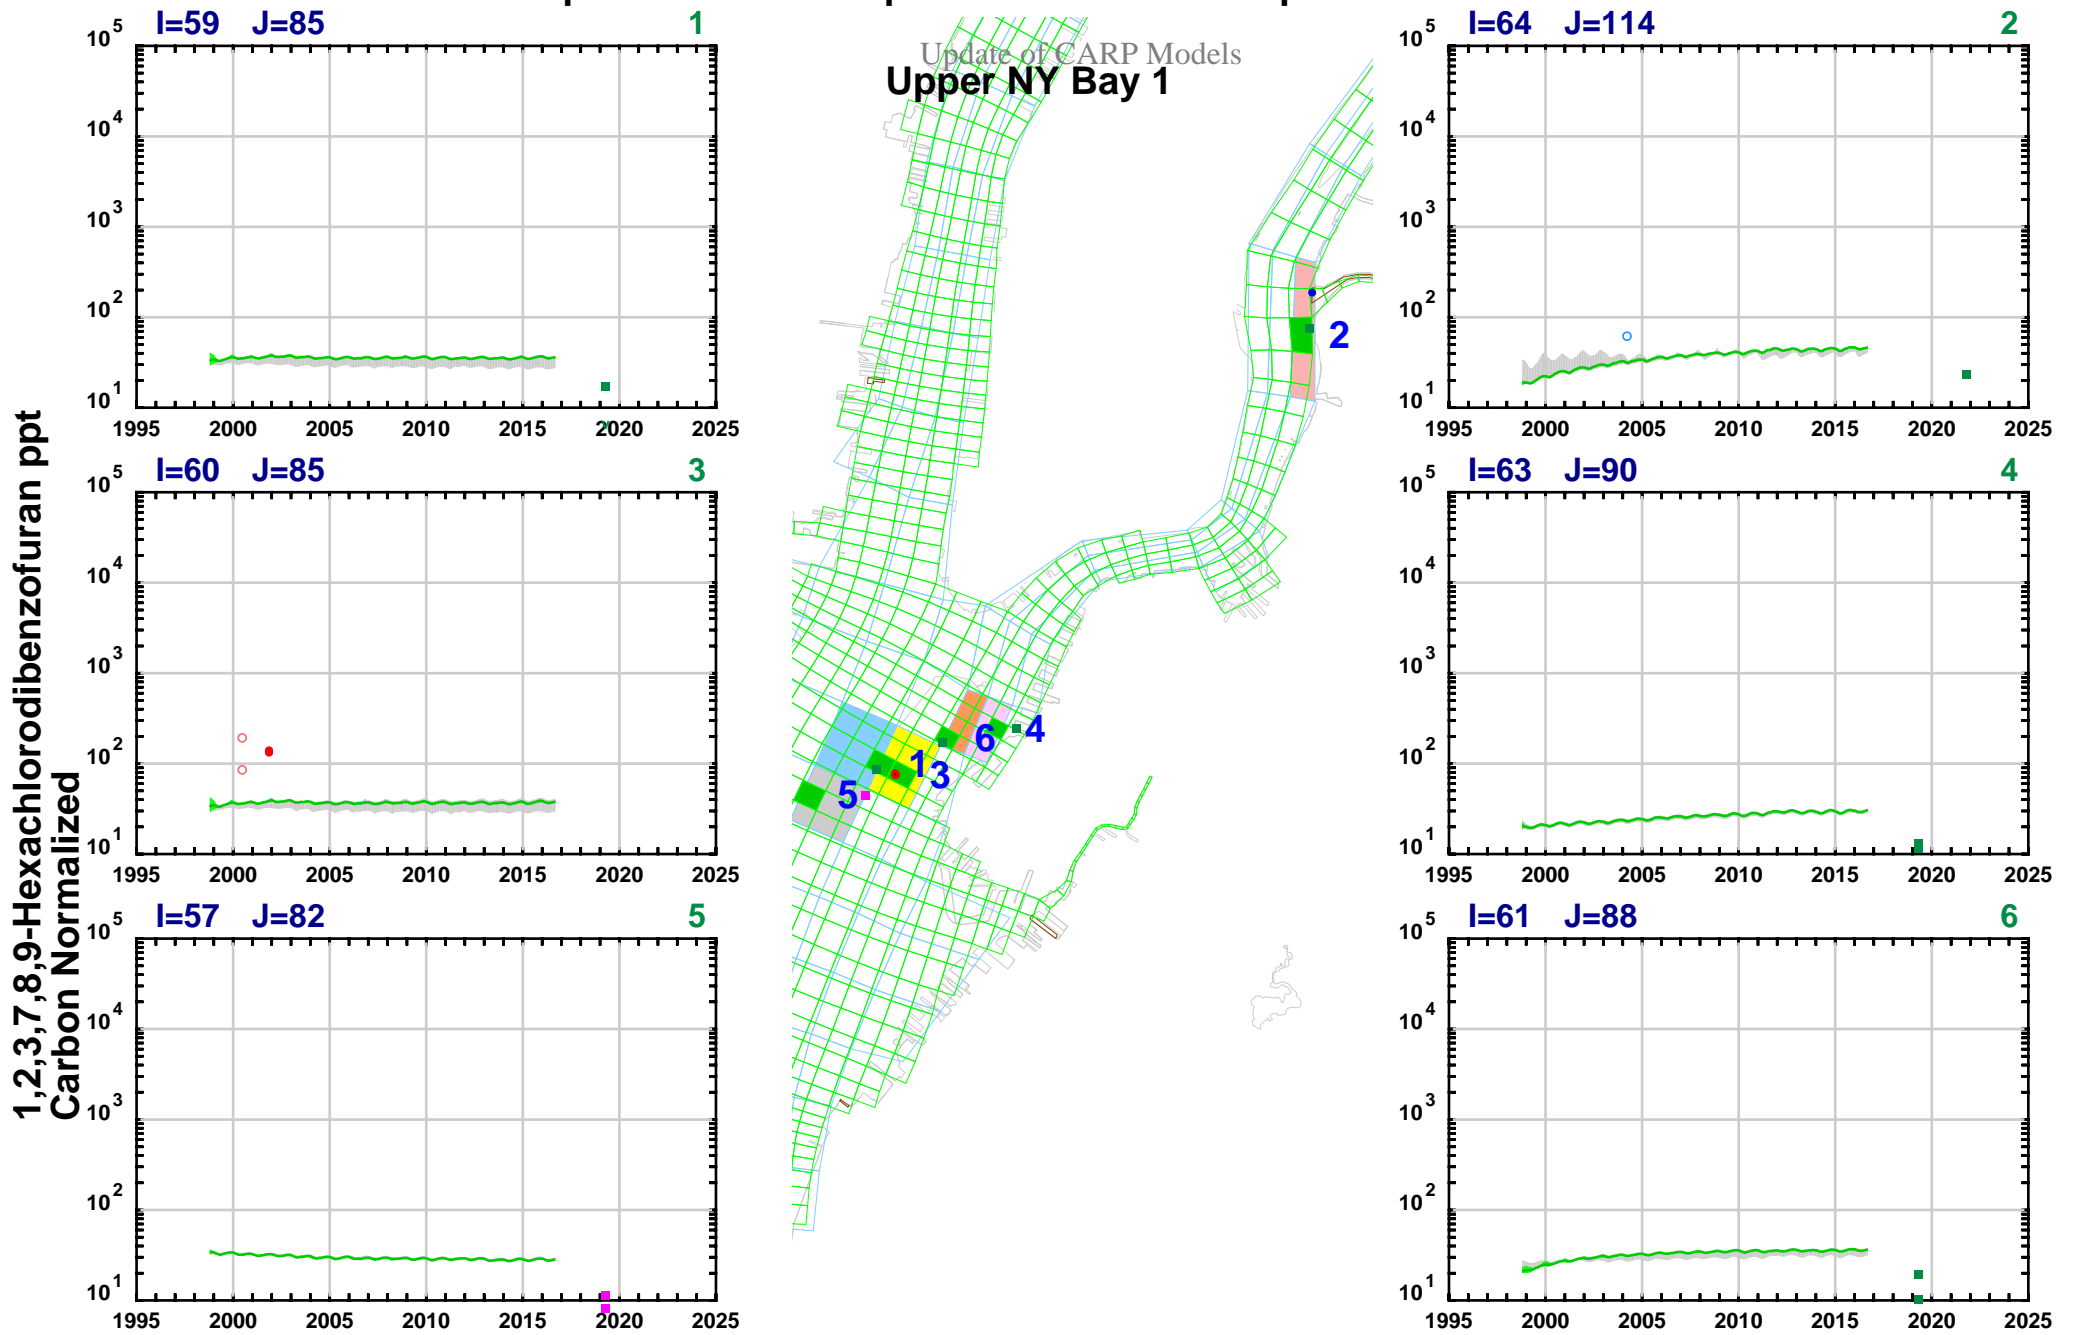 Update of CARP Models
Upper NY Bay 1
1,2,3,7,8,9-Hexachlorodibenzofuran ppt
Carbon Normalized
I=59 J=85 1
10^5
10^4
10^3
10^2
10^1
1995 2000 2005 2010 2015 2020 2025
I=64 J=114 2
10^5
10^4
10^3
10^2
10^1
1995 2000 2005 2010 2015 2020 2025
I=60 J=85 3
10^5
10^4
10^3
10^2
10^1
1995 2000 2005 2010 2015 2020 2025
I=63 J=90 4
10^5
10^4
10^3
10^2
10^1
1995 2000 2005 2010 2015 2020 2025
I=57 J=82 5
10^5
10^4
10^3
10^2
10^1
1995 2000 2005 2010 2015 2020 2025
I=61 J=88 6
10^5
10^4
10^3
10^2
10^1
1995 2000 2005 2010 2015 2020 2025
2
4
6
1
3
5